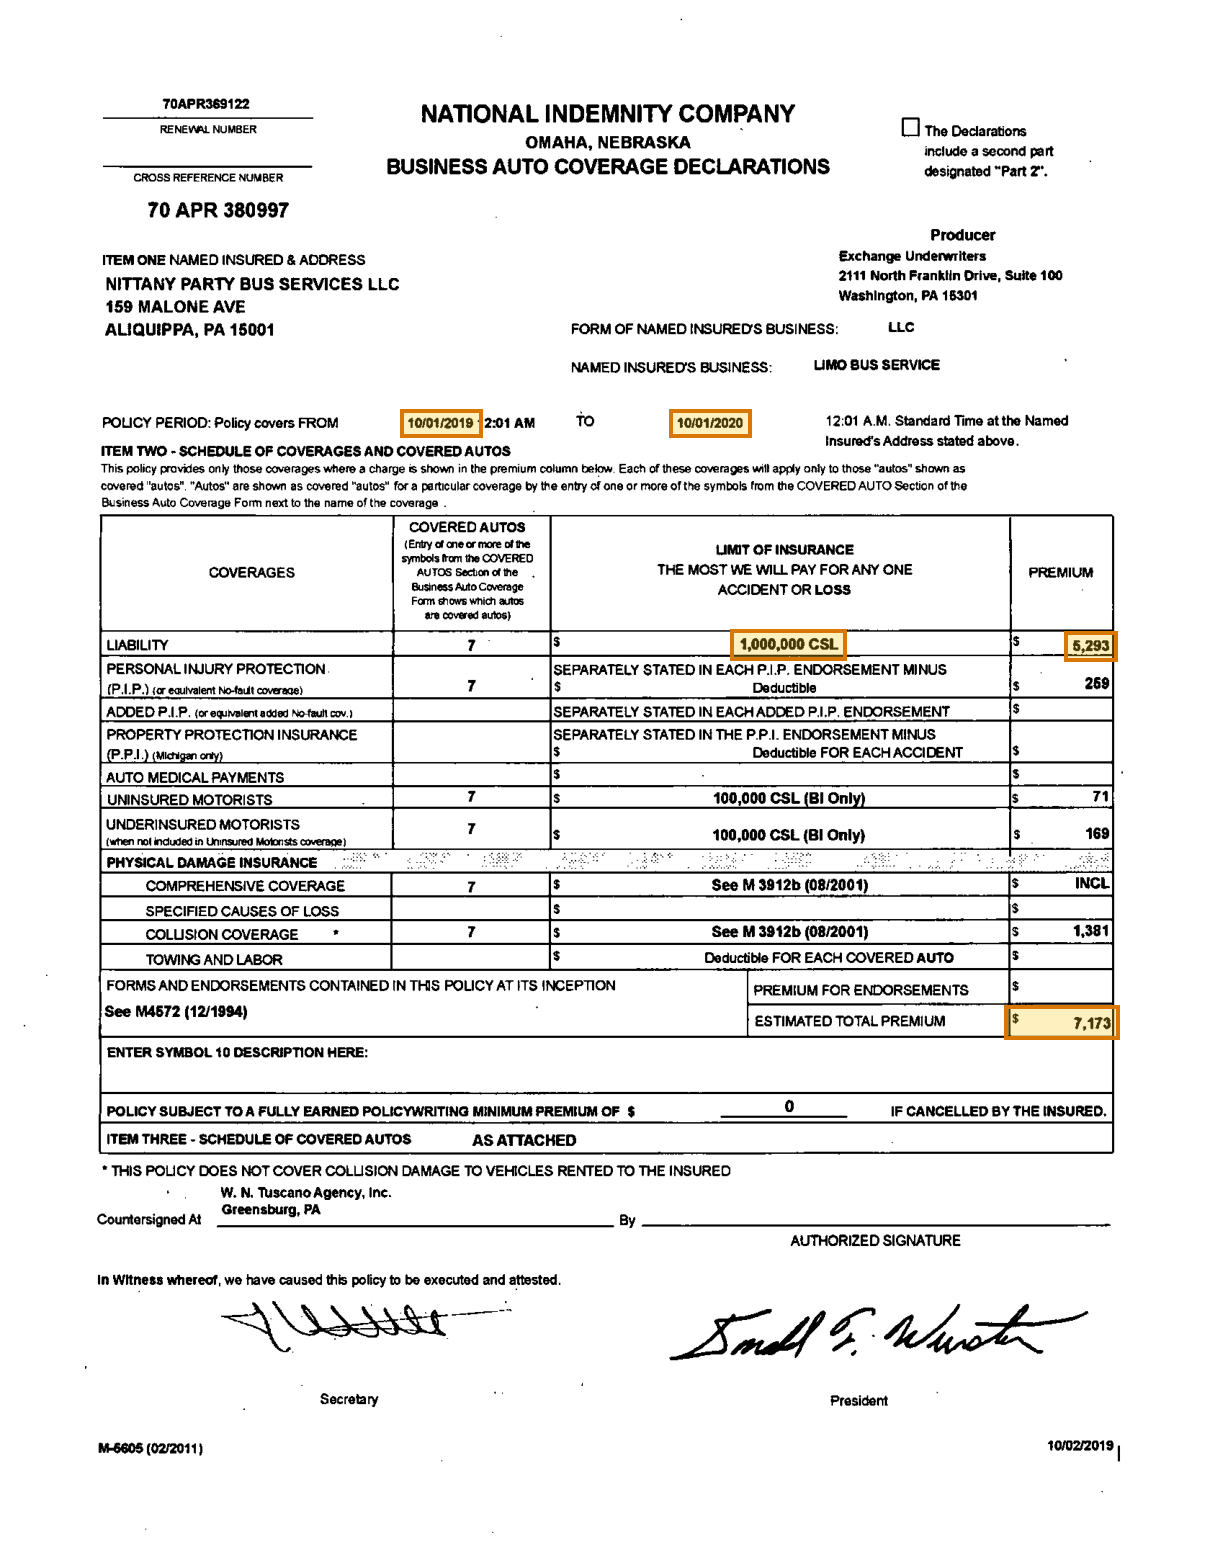 70APR369122
RENEWAL NUMBER
CROSS REFERENCE NUMBER
70 APR 380997
NATIONAL INDEMNITY COMPANY
OMAHA, NEBRASKA
BUSINESS AUTO COVERAGE DECLARATIONS
The Declarations
include a second part
designated "Part 2".
Producer
Exchange Underwriters
2111 North Franklin Drive, Suite 100
Washington, PA 15301
ITEM ONE NAMED INSURED & ADDRESS
NITTANY PARTY BUS SERVICES LLC
159 MALONE AVE
ALIQUIPPA, PA 15001
FORM OF NAMED INSURED'S BUSINESS: LLC
NAMED INSURED'S BUSINESS: LIMO BUS SERVICE
POLICY PERIOD: Policy covers FROM 10/01/2019 2:01 AM TO 10/01/2020 12:01 A.M. Standard Time at the Named
Insured's Address stated above.
ITEM TWO - SCHEDULE OF COVERAGES AND COVERED AUTOS
This policy provides only those coverages where a charge is shown in the premium column below. Each of these coverages will apply only to those "autos" shown as
covered "autos". "Autos" are shown as covered "autos" for a particular coverage by the entry of one or more of the symbols from the COVERED AUTO Section of the
Business Auto Coverage Form next to the name of the coverage .
COVERAGES
COVERED AUTOS
(Entry of one or more of the
symbols from the COVERED
AUTOS Section of the
Business Auto Coverage
Form shows which autos
are covered autos)
LIMIT OF INSURANCE
THE MOST WE WILL PAY FOR ANY ONE
ACCIDENT OR LOSS
PREMIUM
LIABILITY 7 $ 1,000,000 CSL $ 5,293
PERSONAL INJURY PROTECTION SEPARATELY STATED IN EACH P.I.P. ENDORSEMENT MINUS
(P.I.P.) (or equivalent No-fault coverage) 7 $ Deductible $ 259
ADDED P.I.P. (or equivalent added No-fault cov.) SEPARATELY STATED IN EACH ADDED P.I.P. ENDORSEMENT $
PROPERTY PROTECTION INSURANCE SEPARATELY STATED IN THE P.P.I. ENDORSEMENT MINUS
(P.P.I.) (Michigan only) $ Deductible FOR EACH ACCIDENT $
AUTO MEDICAL PAYMENTS $ $
UNINSURED MOTORISTS 7 $ 100,000 CSL (BI Only) $ 71
UNDERINSURED MOTORISTS
(when not included in Uninsured Motorists coverage) 7 $ 100,000 CSL (BI Only) $ 169
PHYSICAL DAMAGE INSURANCE
COMPREHENSIVE COVERAGE 7 $ See M 3912b (08/2001) $ INCL
SPECIFIED CAUSES OF LOSS $ $
COLLISION COVERAGE * 7 $ See M 3912b (08/2001) $ 1,381
TOWING AND LABOR $ Deductible FOR EACH COVERED AUTO $
FORMS AND ENDORSEMENTS CONTAINED IN THIS POLICY AT ITS INCEPTION
See M4572 (12/1994)
PREMIUM FOR ENDORSEMENTS $
ESTIMATED TOTAL PREMIUM $ 7,173
ENTER SYMBOL 10 DESCRIPTION HERE:
POLICY SUBJECT TO A FULLY EARNED POLICYWRITING MINIMUM PREMIUM OF $ 0 IF CANCELLED BY THE INSURED.
ITEM THREE - SCHEDULE OF COVERED AUTOS AS ATTACHED
* THIS POLICY DOES NOT COVER COLLISION DAMAGE TO VEHICLES RENTED TO THE INSURED
W. N. Tuscano Agency, Inc.
Greensburg, PA
Countersigned At By
AUTHORIZED SIGNATURE
In Witness whereof, we have caused this policy to be executed and attested.
Donald F. Wurster
Secretary
President
M-5605 (02/2011)
10/02/2019